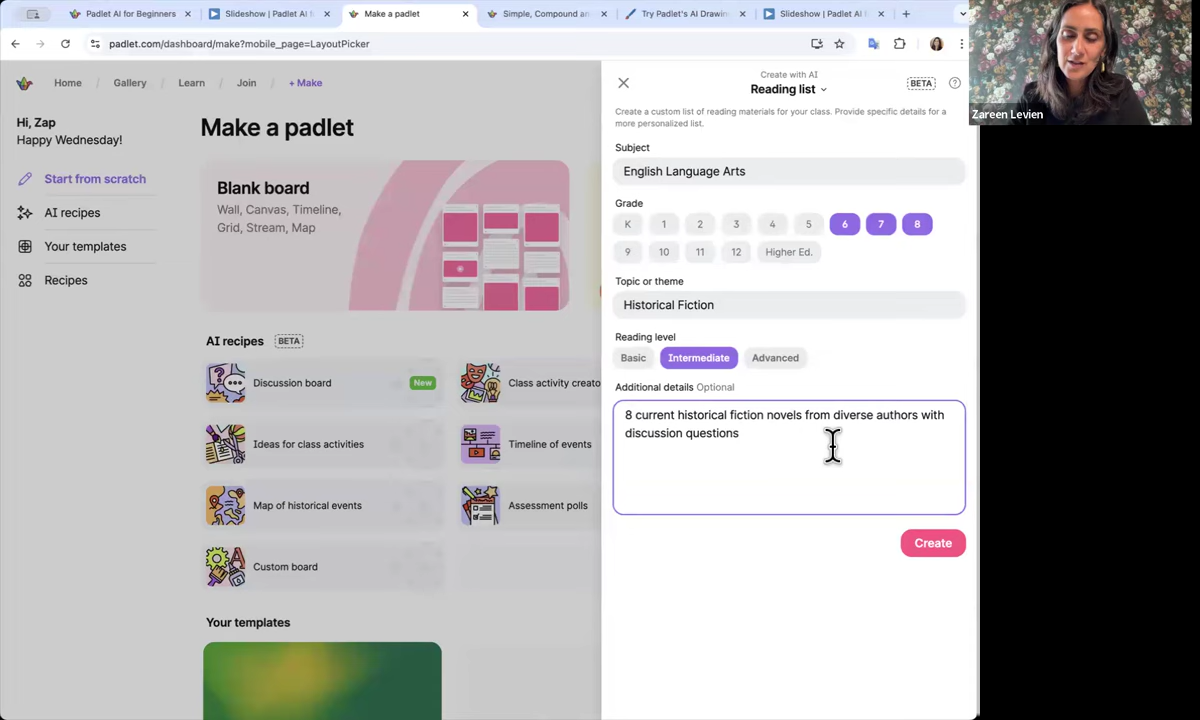 Padlet AI for Beginners
Slideshow | Padlet AI f
Make a padlet
Simple, Compound an
Try Padlet's AI Drawin
Slideshow | Padlet AI
padlet.com/dashboard/make?mobile_page=LayoutPicker
Home / Gallery / Learn / Join / + Make
Hi, Zap
Happy Wednesday!
Start from scratch
AI recipes
Your templates
Recipes
Make a padlet
Blank board
Wall, Canvas, Timeline,
Grid, Stream, Map
AI recipes BETA
Discussion board New
Class activity creato
Ideas for class activities
Timeline of events
Map of historical events
Assessment polls
Custom board
Your templates
Create with AI
Reading list
BETA
Create a custom list of reading materials for your class. Provide specific details for a
more personalized list.
Subject
English Language Arts
Grade
K 1 2 3 4 5 6 7 8
9 10 11 12 Higher Ed.
Topic or theme
Historical Fiction
Reading level
Basic Intermediate Advanced
Additional details Optional
8 current historical fiction novels from diverse authors with
discussion questions
Create
Zareen Levien